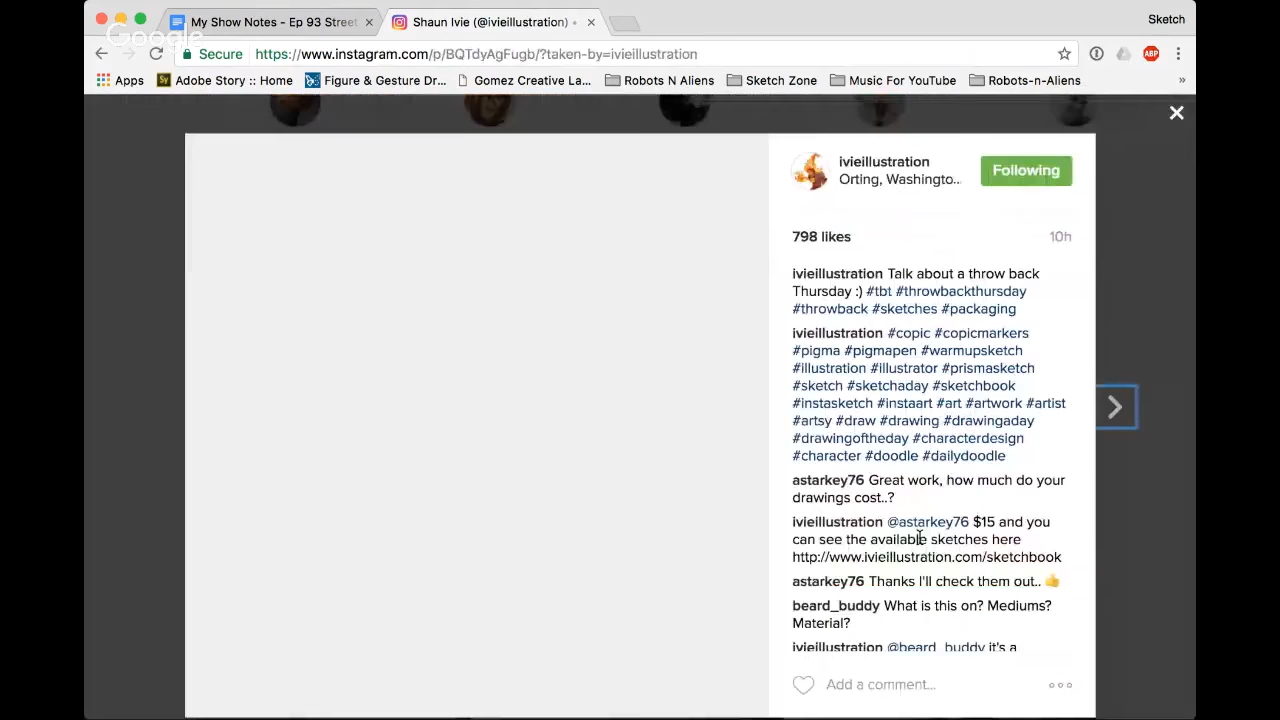 My Show Notes - Ep 93 Street
Shaun Ivie (@ivieillustration) •
Sketch
Google
Secure https://www.instagram.com/p/BQTdyAgFugb/?taken-by=ivieillustration
ABP
Apps
Sy Adobe Story :: Home
Figure & Gesture Dr...
Gomez Creative La...
Robots N Aliens
Sketch Zone
Music For YouTube
Robots-n-Aliens
»
ivieillustration
Orting, Washingto...
Following
798 likes
10h
ivieillustration Talk about a throw back
Thursday :) #tbt #throwbackthursday
#throwback #sketches #packaging
ivieillustration #copic #copicmarkers
#pigma #pigmapen #warmupsketch
#illustration #illustrator #prismasketch
#sketch #sketchaday #sketchbook
#instasketch #instaart #art #artwork #artist
#artsy #draw #drawing #drawingaday
#drawingoftheday #characterdesign
#character #doodle #dailydoodle
astarkey76 Great work, how much do your
drawings cost..?
ivieillustration @astarkey76 $15 and you
can see the available sketches here
http://www.ivieillustration.com/sketchbook
astarkey76 Thanks I'll check them out.. 👍
beard_buddy What is this on? Mediums?
Material?
ivieillustration @beard_buddy it's a
Add a comment...